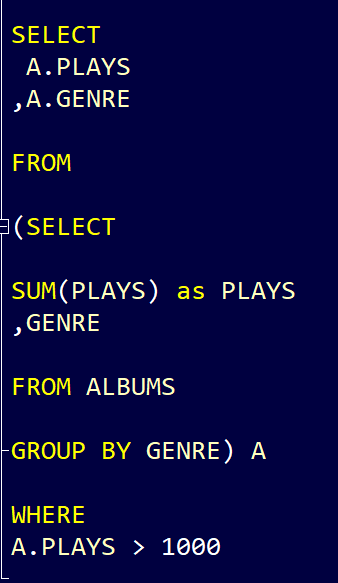 SELECT
A.PLAYS
,A.GENRE
FROM
(SELECT
SUM(PLAYS) as PLAYS
,GENRE
FROM ALBUMS
GROUP BY GENRE) A
WHERE
A.PLAYS > 1000